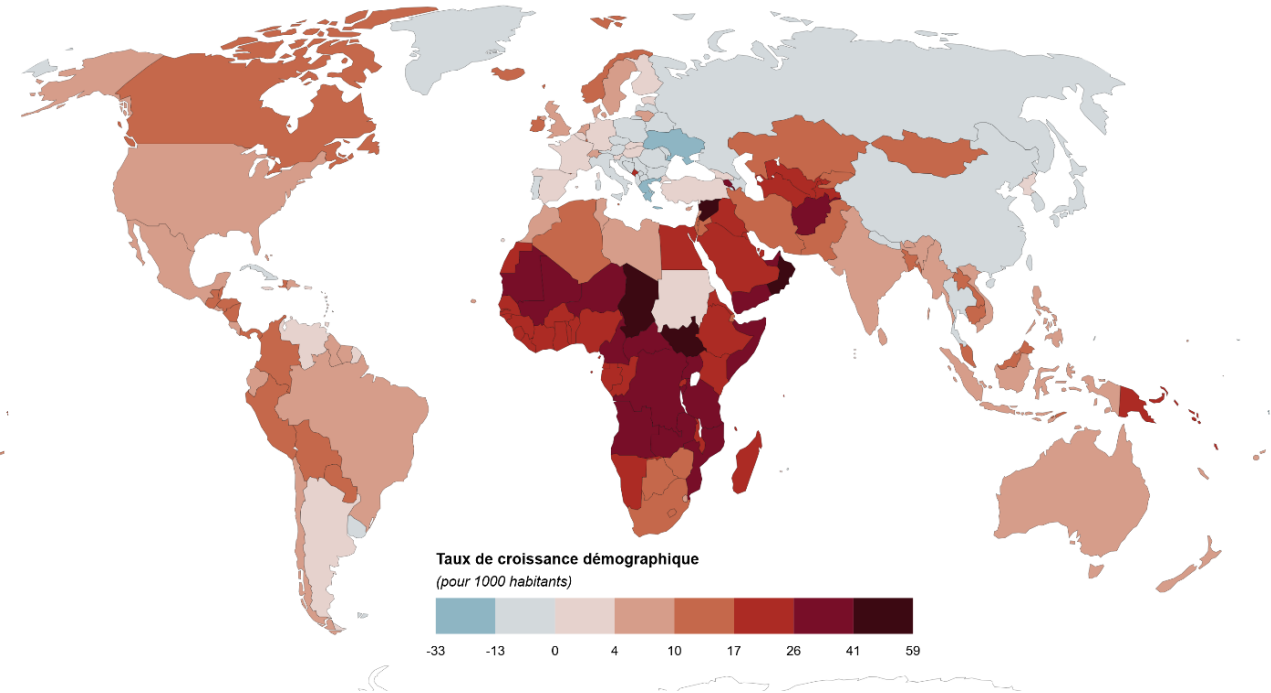 Taux de croissance démographique
(pour 1000 habitants)
-33 -13 0 4 10 17 26 41 59